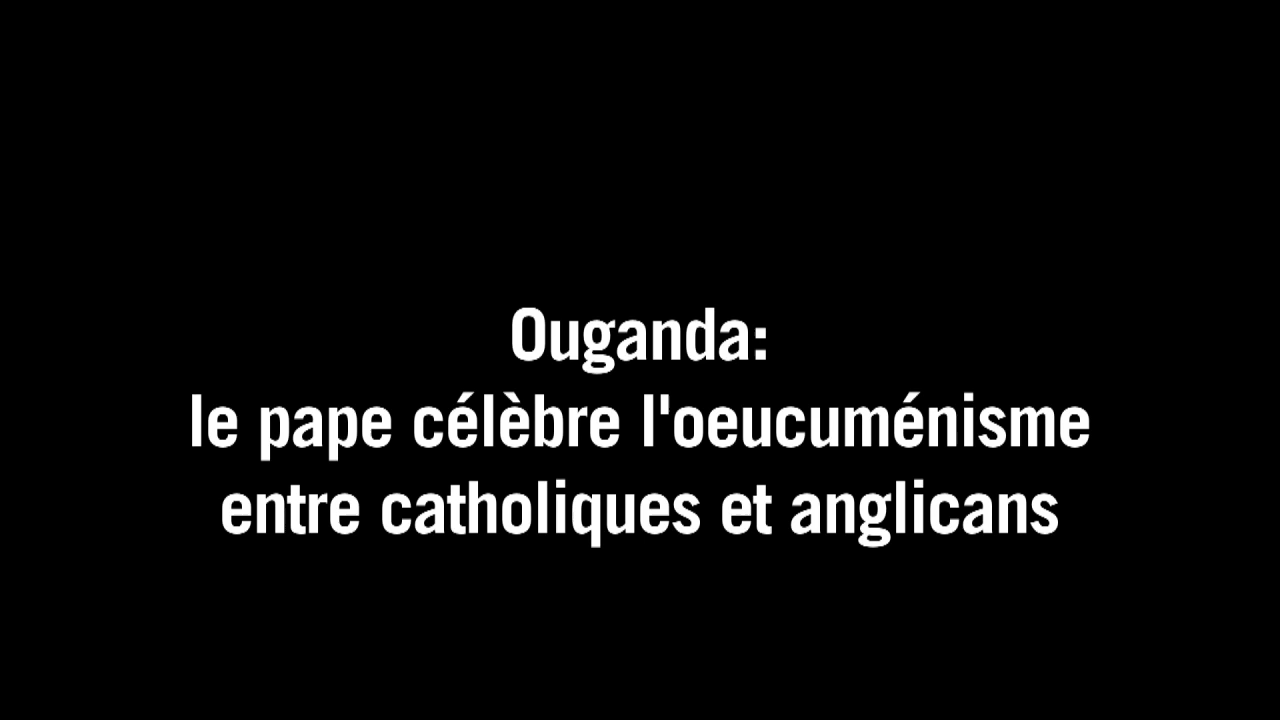 Ouganda:
le pape célèbre l'oeucuménisme
entre catholiques et anglicans